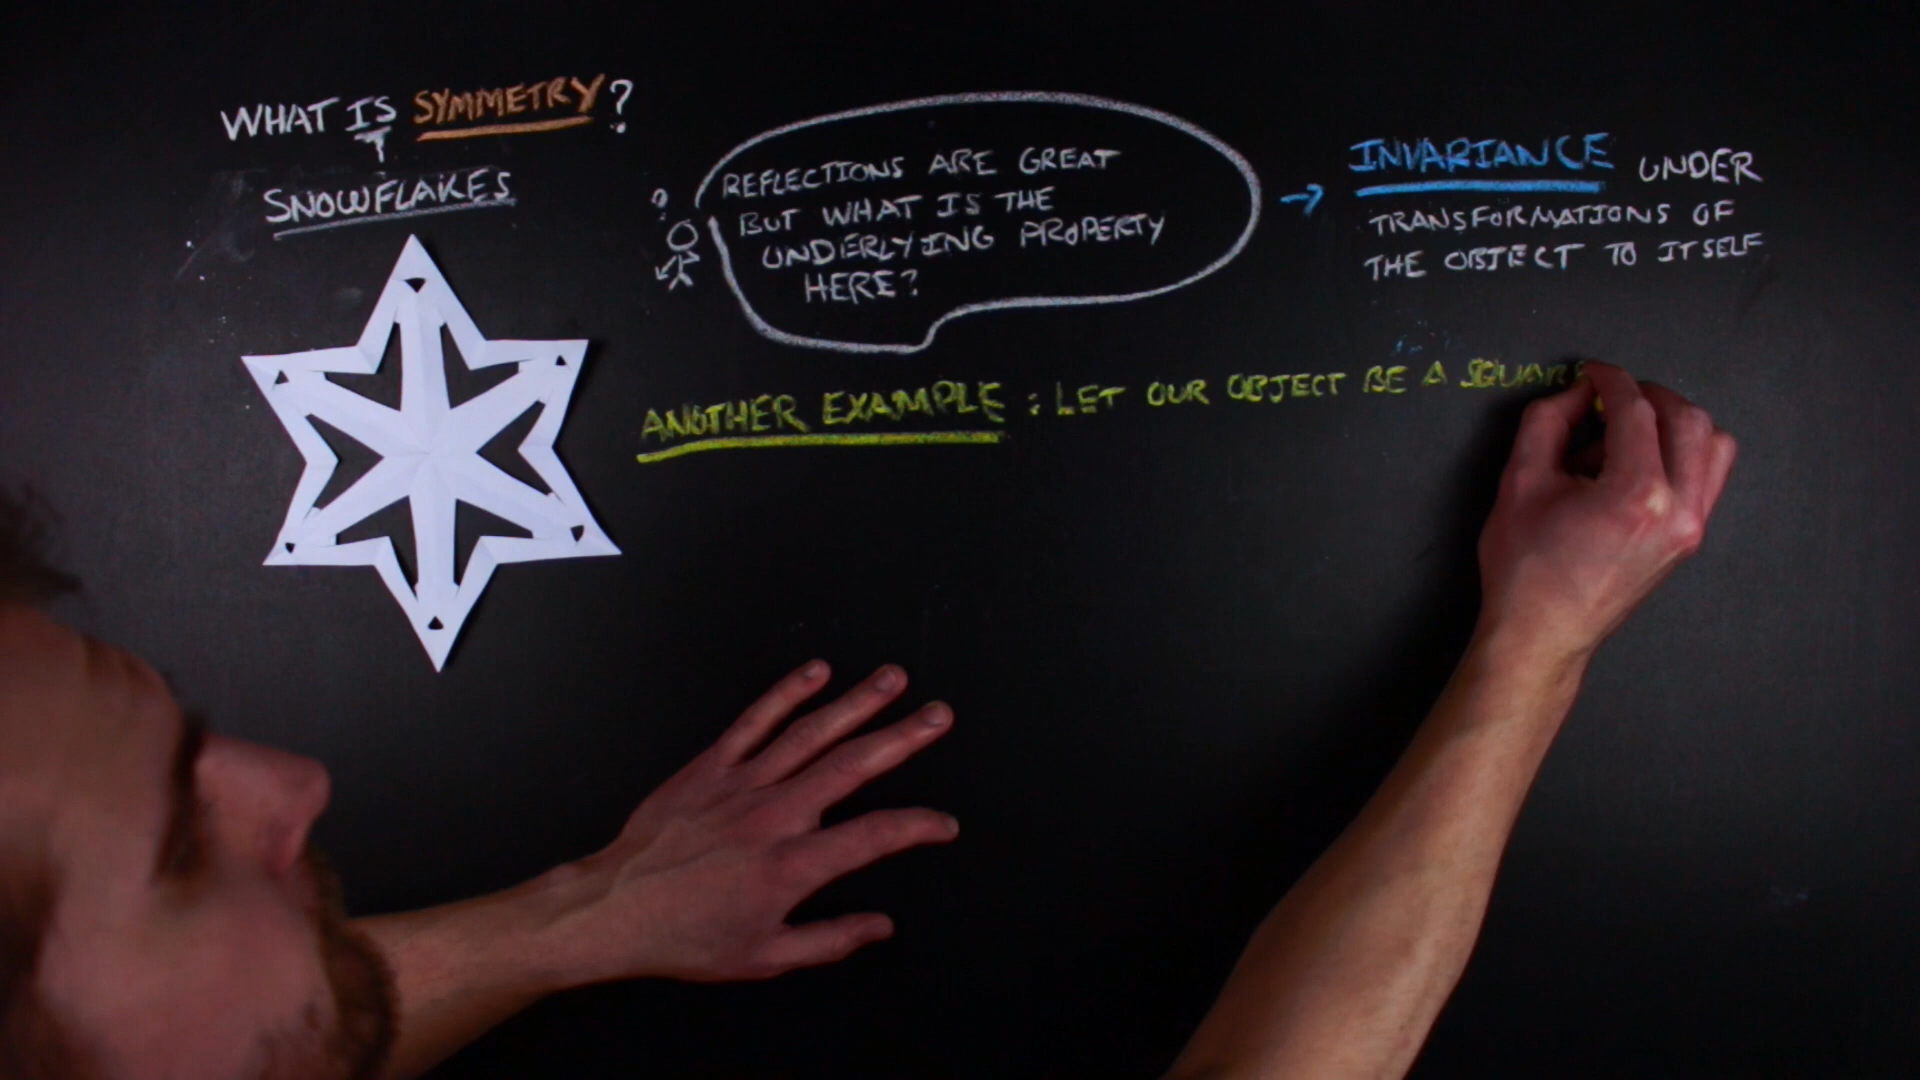 WHAT IS SYMMETRY?
SNOWFLAKES
?
REFLECTIONS ARE GREAT
BUT WHAT IS THE
UNDERLYING PROPERTY
HERE?
→ INVARIANCE UNDER
TRANSFORMATIONS OF
THE OBJECT TO ITSELF
ANOTHER EXAMPLE : LET OUR OBJECT BE A SQUARE